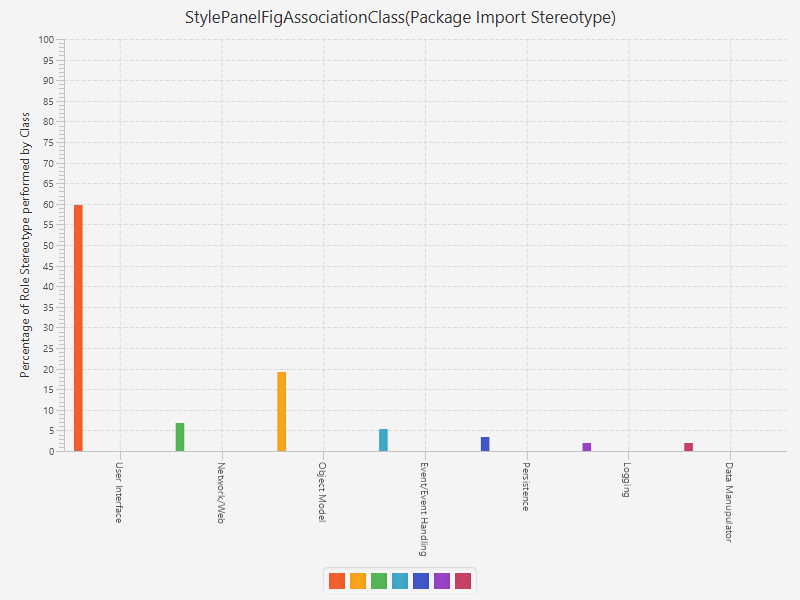 StylePanelFigAssociationClass(Package Import Stereotype)
Percentage of Role Stereotype performed by Class
100
95
90
85
80
75
70
65
60
55
50
45
40
35
30
25
20
15
10
5
0
User Interface
Network/Web
Object Model
Event/Event Handling
Persistence
Logging
Data Manupulator